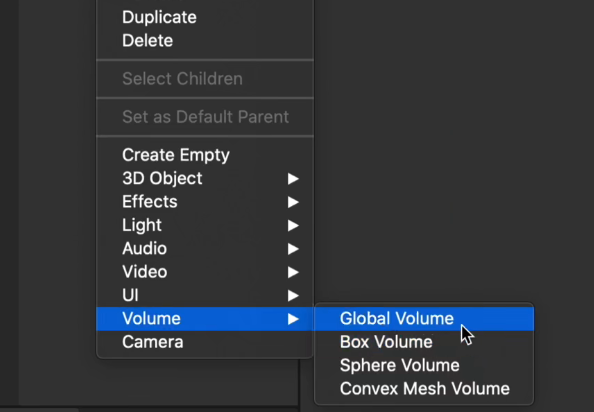 Duplicate
Delete
Select Children
Set as Default Parent
Create Empty
3D Object
Effects
Light
Audio
Video
UI
Volume
Camera
Global Volume
Box Volume
Sphere Volume
Convex Mesh Volume